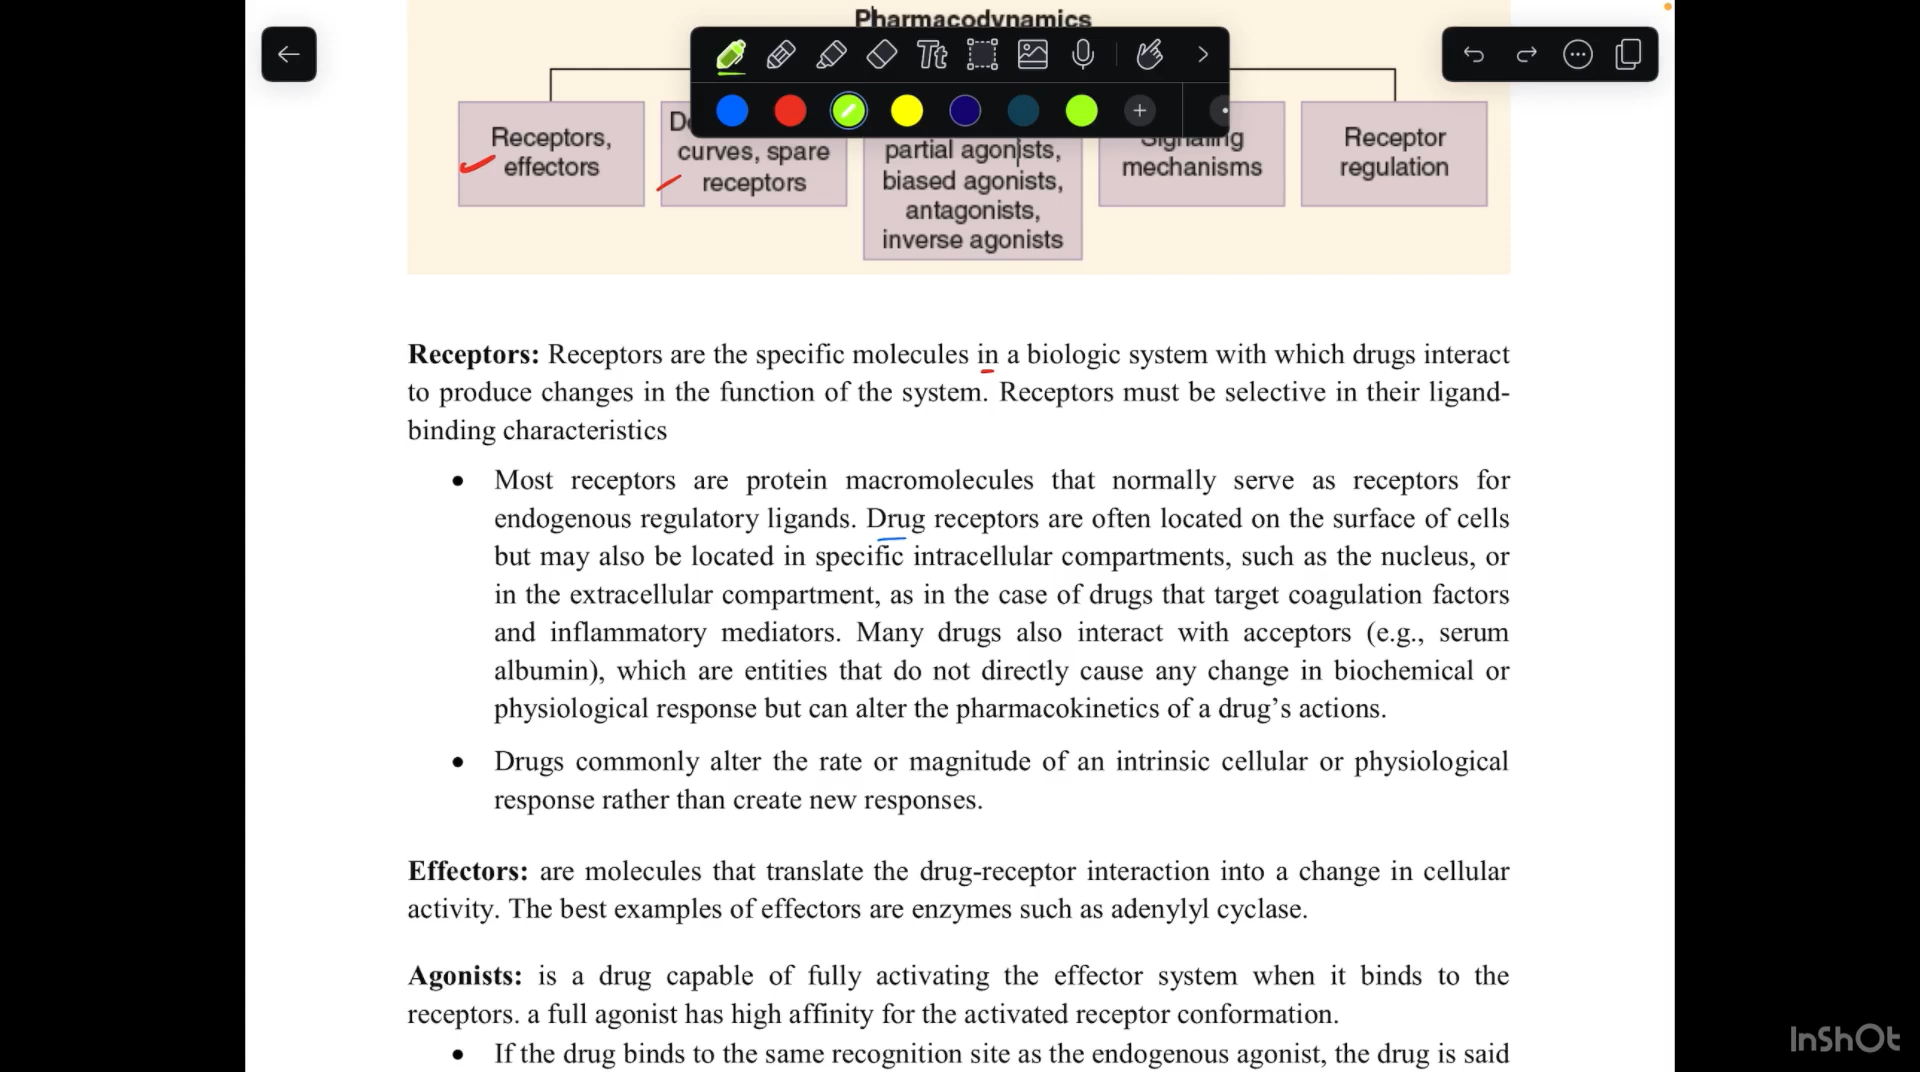 Pharmacodynamics
Tt
Receptors,
effectors
curves, spare
receptors
partial agonists,
biased agonists,
antagonists,
inverse agonists
Signaling
mechanisms
Receptor
regulation
Receptors: Receptors are the specific molecules in a biologic system with which drugs interact
to produce changes in the function of the system. Receptors must be selective in their ligand-
binding characteristics
• Most receptors are protein macromolecules that normally serve as receptors for
endogenous regulatory ligands. Drug receptors are often located on the surface of cells
but may also be located in specific intracellular compartments, such as the nucleus, or
in the extracellular compartment, as in the case of drugs that target coagulation factors
and inflammatory mediators. Many drugs also interact with acceptors (e.g., serum
albumin), which are entities that do not directly cause any change in biochemical or
physiological response but can alter the pharmacokinetics of a drug’s actions.
• Drugs commonly alter the rate or magnitude of an intrinsic cellular or physiological
response rather than create new responses.
Effectors: are molecules that translate the drug-receptor interaction into a change in cellular
activity. The best examples of effectors are enzymes such as adenylyl cyclase.
Agonists: is a drug capable of fully activating the effector system when it binds to the
receptors. a full agonist has high affinity for the activated receptor conformation.
• If the drug binds to the same recognition site as the endogenous agonist, the drug is said
InShOt